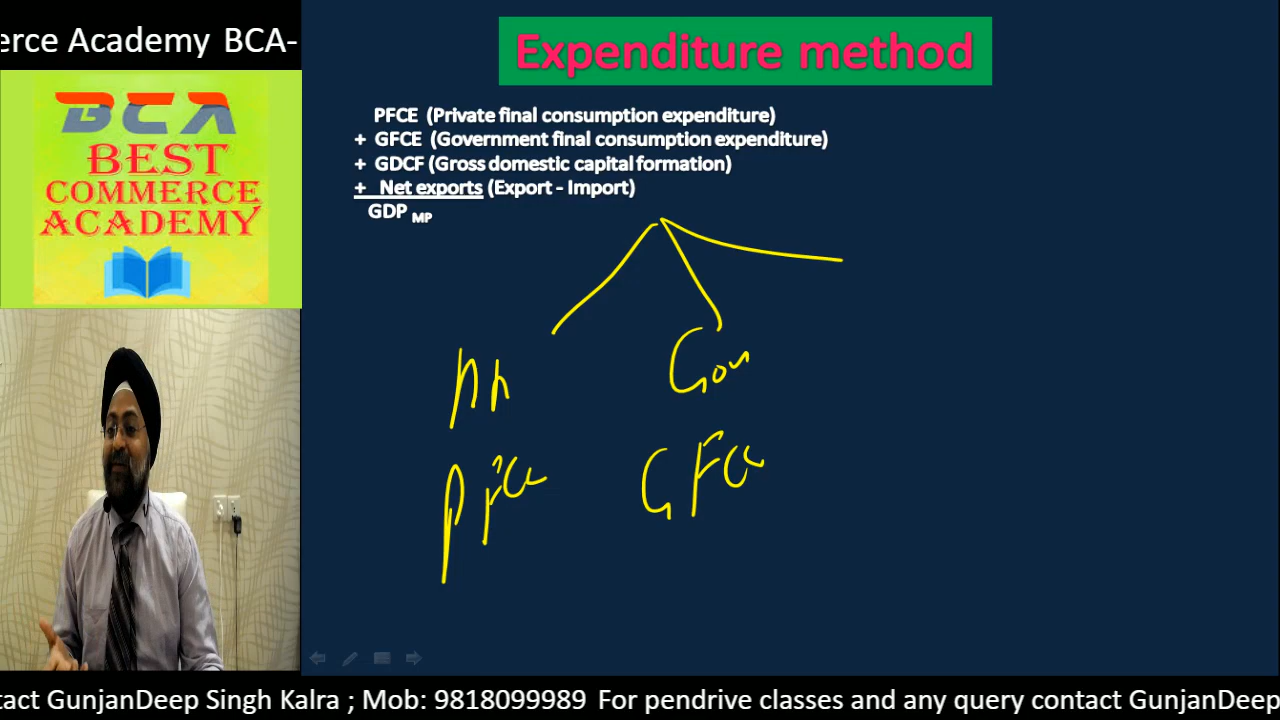 erce Academy BCA-
BCA
BEST
COMMERCE
ACADEMY
Expenditure method
PFCE (Private final consumption expenditure)
+ GFCE (Government final consumption expenditure)
+ GDCF (Gross domestic capital formation)
+ Net exports (Export - Import)
GDP MP
Gov
PFCE GFCE
tact GunjanDeep Singh Kalra ; Mob: 9818099989 For pendrive classes and any query contact GunjanDeep